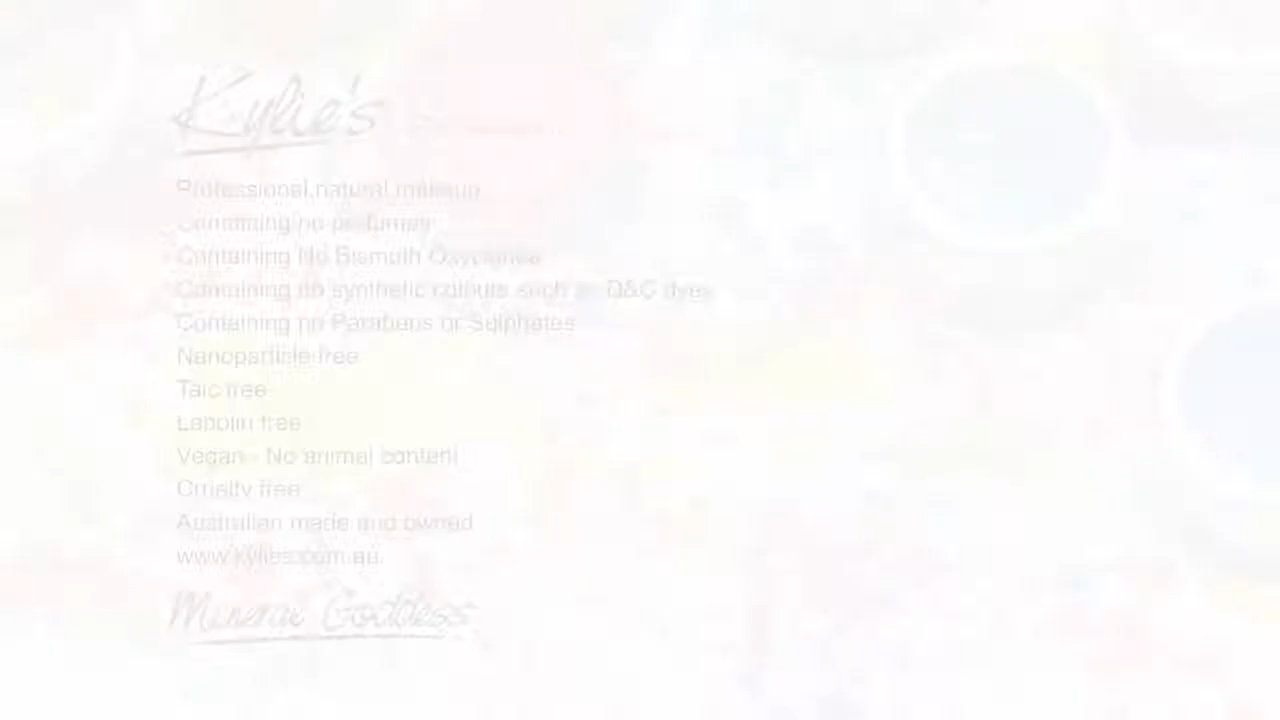 Kylie's
Professional natural makeup
Containing no perfumes
Containing No Bismuth Oxychloride
Containing no synthetic colours such as D&C dyes
Containing no Parabens or Sulphates
Nanoparticle free
Talc free
Lanolin free
Vegan - No animal content
Cruelty free
Australian made and owned
www.kylies.com.au
Mineral Goddess